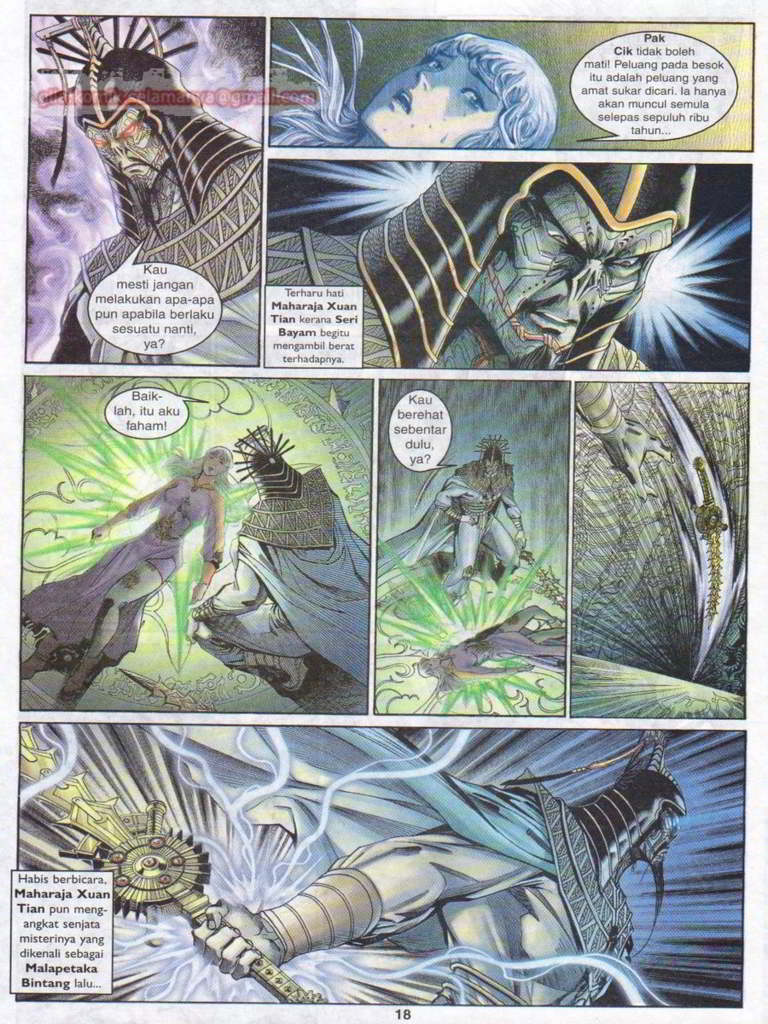 Pak
Cik tidak boleh
mati! Peluang pada besok
itu adalah peluang yang
amat sukar dicari. Ia hanya
akan muncul semula
selepas sepuluh ribu
tahun...
Kau
mesti jangan
melakukan apa-apa
pun apabila berlaku
sesuatu nanti,
ya?
Terharu hati
Maharaja Xuan
Tian kerana Seri
Bayam begitu
mengambil berat
terhadapnya.
Baik-
lah, itu aku
faham!
Kau
berehat
sebentar
dulu,
ya?
Habis berbicara,
Maharaja Xuan
Tian pun meng-
angkat senjata
misterinya yang
dikenali sebagai
Malapetaka
Bintang lalu...
18